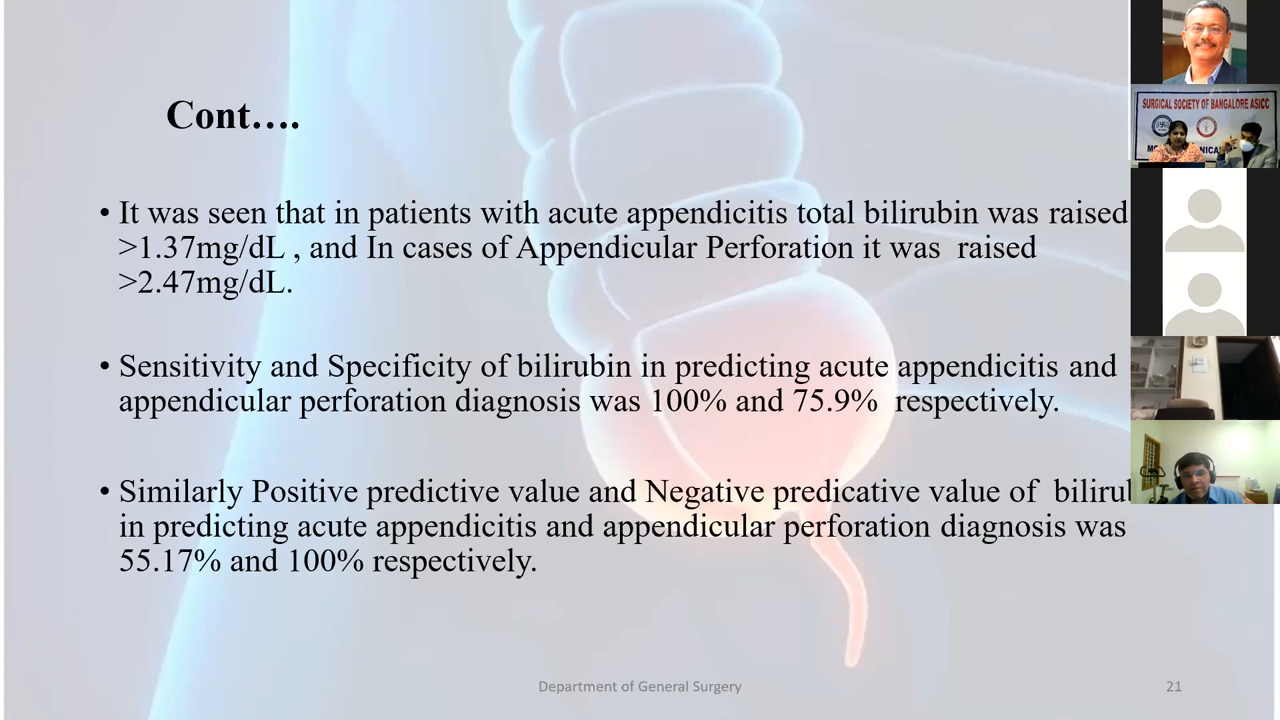 Cont….
• It was seen that in patients with acute appendicitis total bilirubin was raised
>1.37mg/dL , and In cases of Appendicular Perforation it was  raised
>2.47mg/dL.
• Sensitivity and Specificity of bilirubin in predicting acute appendicitis and
appendicular perforation diagnosis was 100% and 75.9%  respectively.
• Similarly Positive predictive value and Negative predicative value of
in predicting acute appendicitis and appendicular perforation diagnosis was
55.17% and 100% respectively.
Department of General Surgery
21
SURGICAL SOCIETY OF BANGALORE ASICC